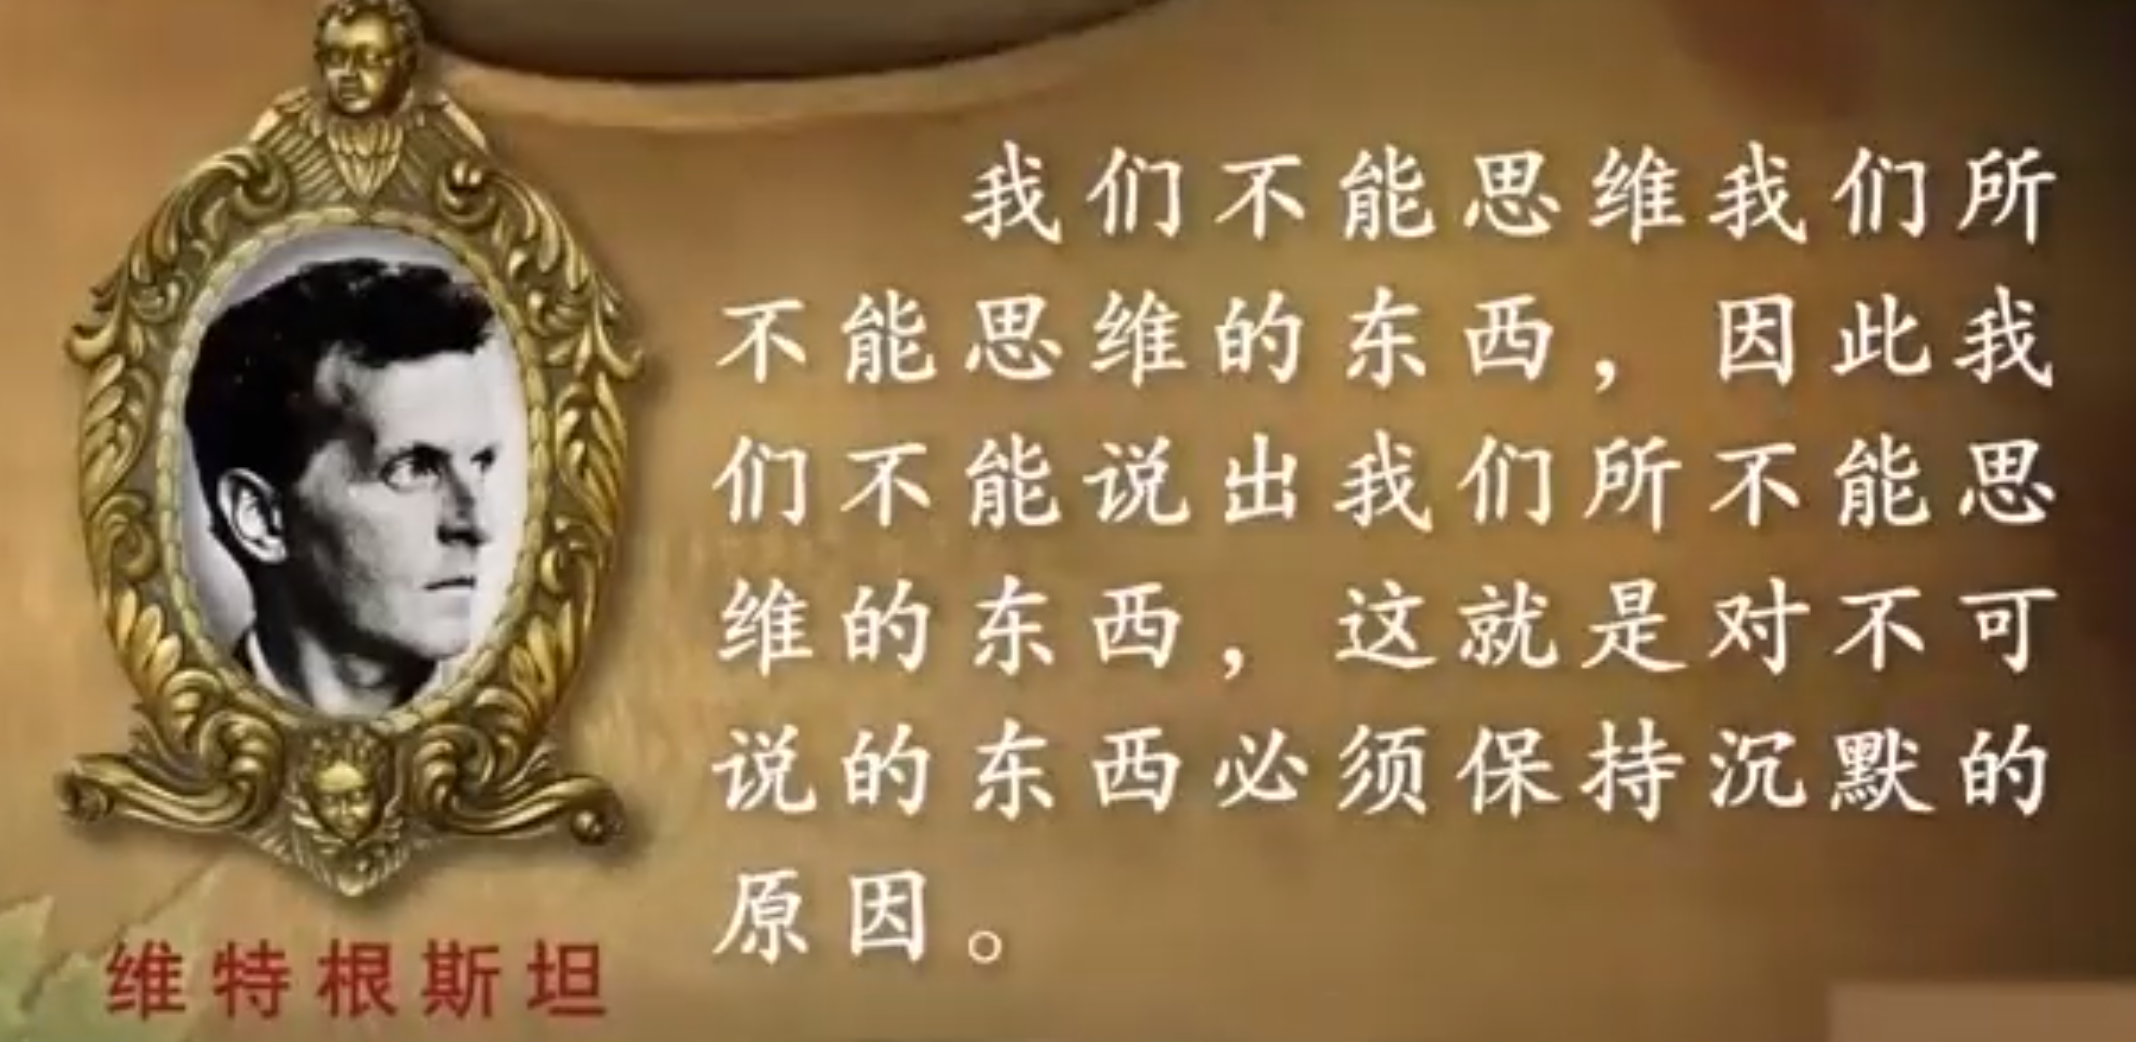 我们不能思维我们所
不能思维的东西，因此我
们不能说出我们所不能思
维的东西，这就是对不可
说的东西必须保持沉默的
原因。
维特根斯坦